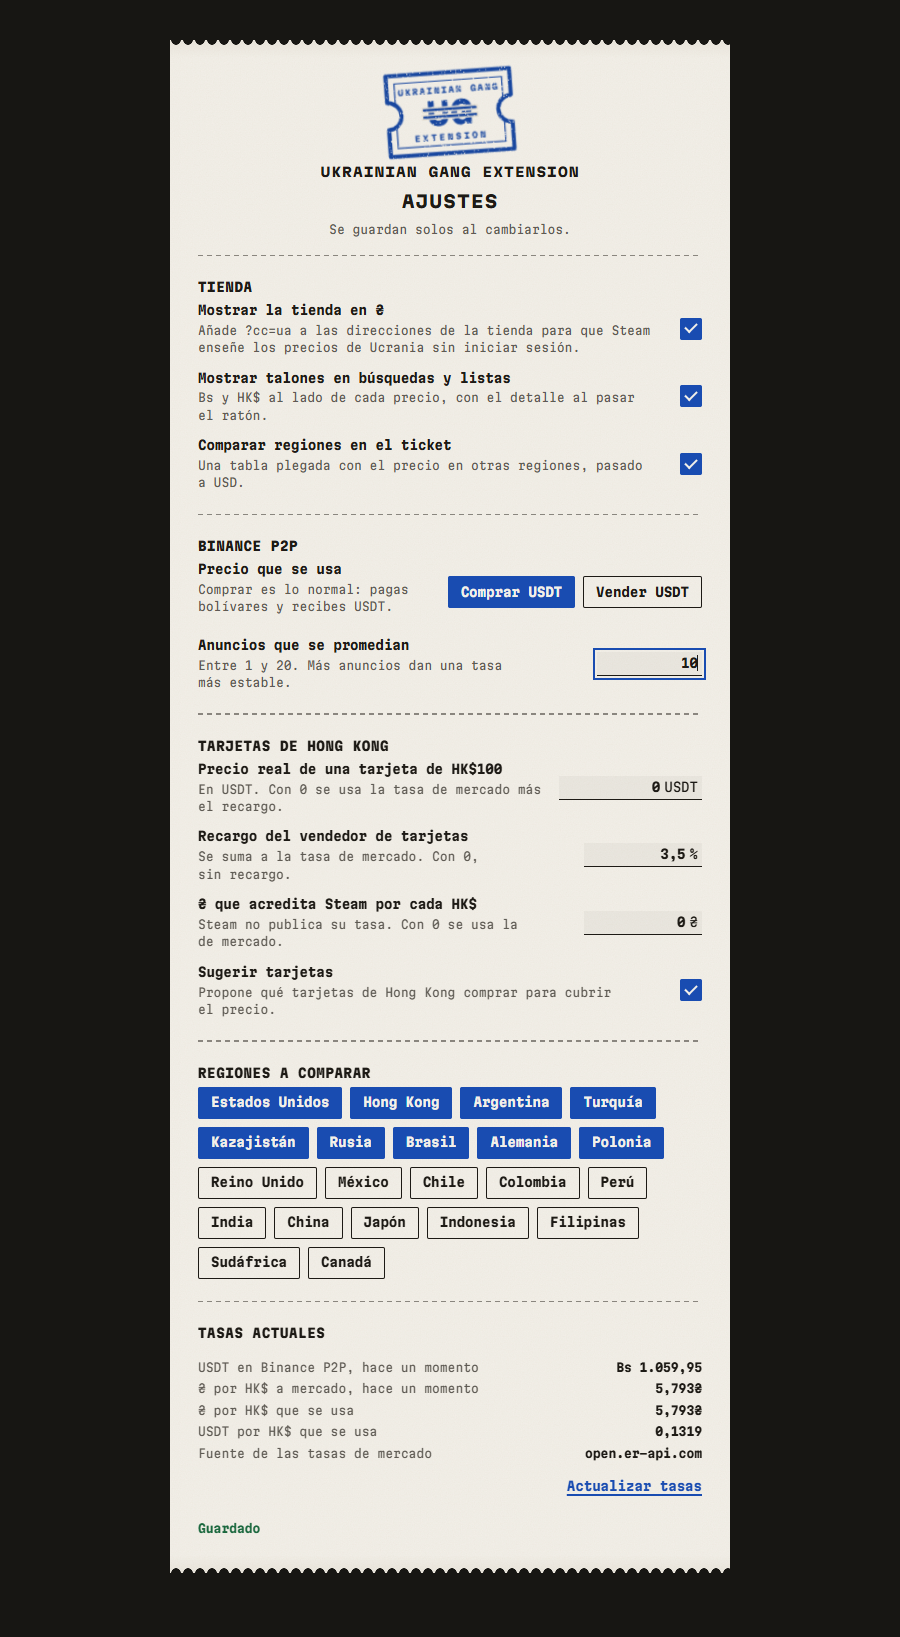 UKRAINIAN GANG
UG
EXTENSION
UKRAINIAN GANG EXTENSION
AJUSTES
Se guardan solos al cambiarlos.
TIENDA
Mostrar la tienda en ₴
Añade ?cc=ua a las direcciones de la tienda para que Steam
enseñe los precios de Ucrania sin iniciar sesión.
Mostrar talones en búsquedas y listas
Bs y HK$ al lado de cada precio, con el detalle al pasar
el ratón.
Comparar regiones en el ticket
Una tabla plegada con el precio en otras regiones, pasado
a USD.
BINANCE P2P
Precio que se usa
Comprar es lo normal: pagas
bolívares y recibes USDT.
Comprar USDT Vender USDT
Anuncios que se promedian
Entre 1 y 20. Más anuncios dan una tasa
más estable.
10
TARJETAS DE HONG KONG
Precio real de una tarjeta de HK$100
En USDT. Con 0 se usa la tasa de mercado más
el recargo.
0 USDT
Recargo del vendedor de tarjetas
Se suma a la tasa de mercado. Con 0,
sin recargo.
3,5 %
₴ que acredita Steam por cada HK$
Steam no publica su tasa. Con 0 se usa la
de mercado.
0 ₴
Sugerir tarjetas
Propone qué tarjetas de Hong Kong comprar para cubrir
el precio.
REGIONES A COMPARAR
Estados Unidos Hong Kong Argentina Turquía
Kazajistán Rusia Brasil Alemania Polonia
Reino Unido México Chile Colombia Perú
India China Japón Indonesia Filipinas
Sudáfrica Canadá
TASAS ACTUALES
USDT en Binance P2P, hace un momento Bs 1.059,95
₴ por HK$ a mercado, hace un momento 5,793₴
₴ por HK$ que se usa 5,793₴
USDT por HK$ que se usa 0,1319
Fuente de las tasas de mercado open.er-api.com
Actualizar tasas
Guardado